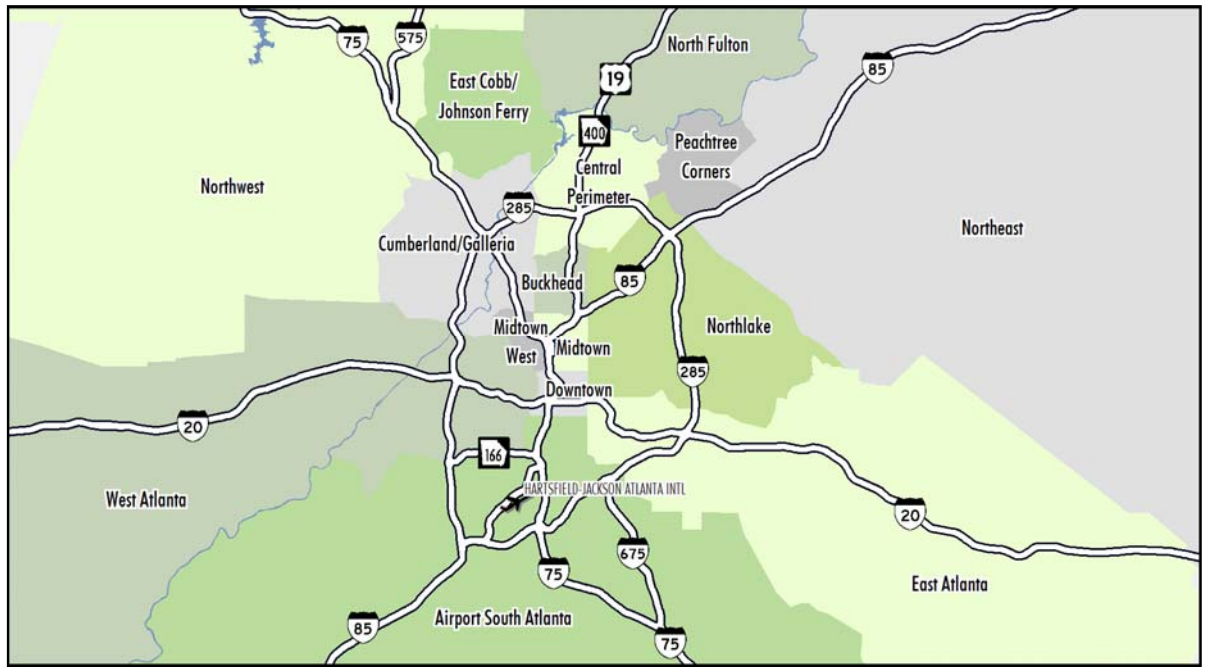 75
575
North Fulton
19
85
East Cobb/
Johnson Ferry
400
Peachtree
Corners
Central
Perimeter
Northwest
285
Northeast
Cumberland/Galleria
Buckhead
85
Midtown
West
Midtown
Northlake
285
Downtown
20
166
West Atlanta
HARTSFIELD-JACKSON ATLANTA INTL
20
675
75
East Atlanta
Airport South Atlanta
85
75